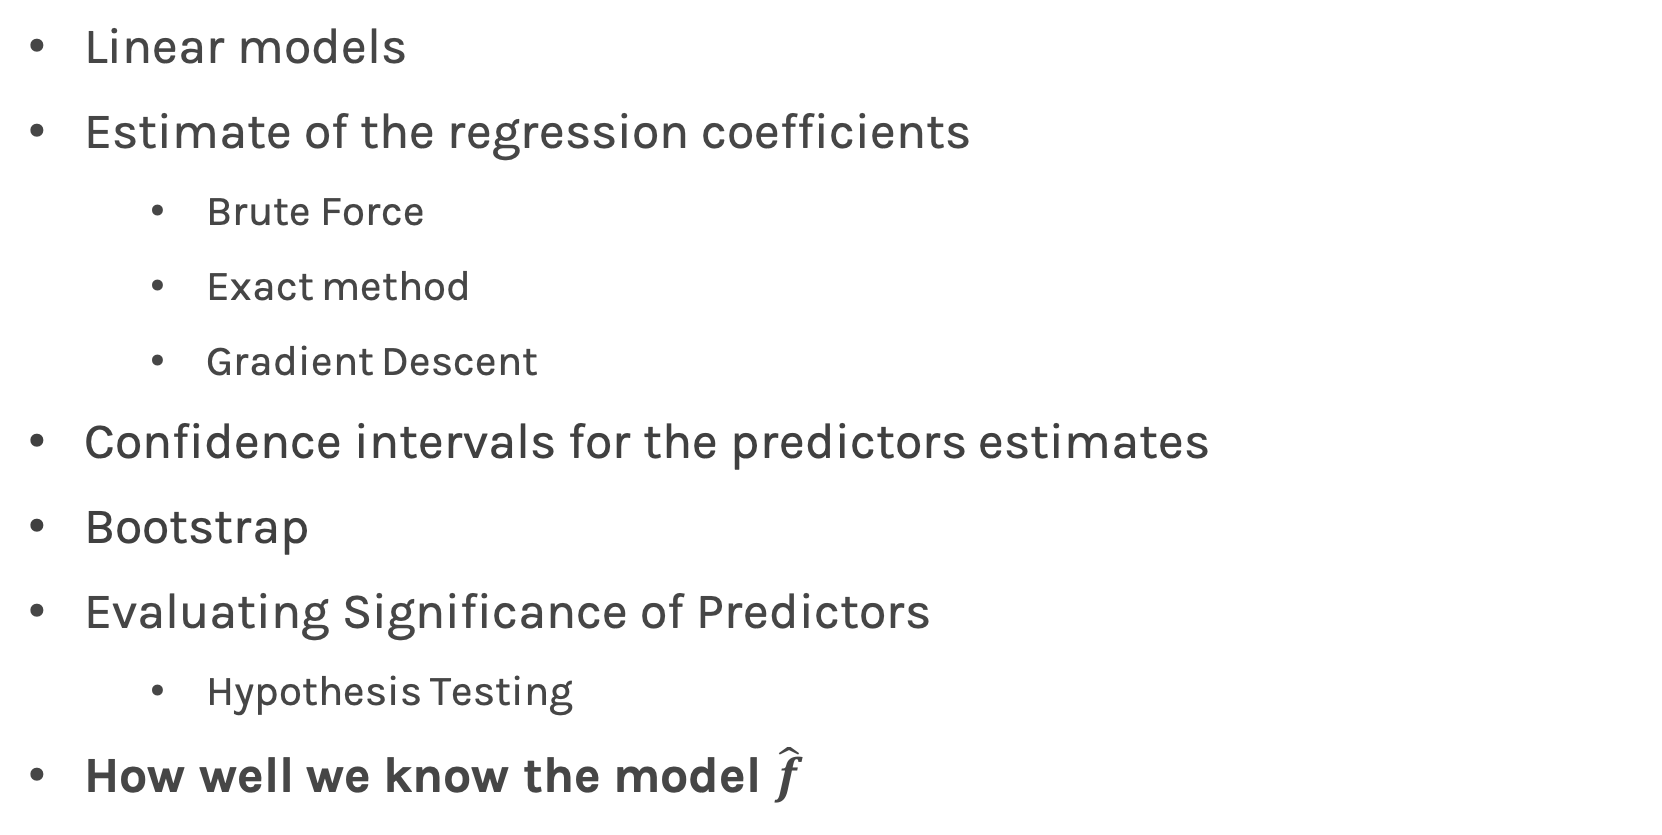 • Linear models
• Estimate of the regression coefficients
• Brute Force
• Exact method
• Gradient Descent
• Confidence intervals for the predictors estimates
• Bootstrap
• Evaluating Significance of Predictors
• Hypothesis Testing
• How well we know the model f̂